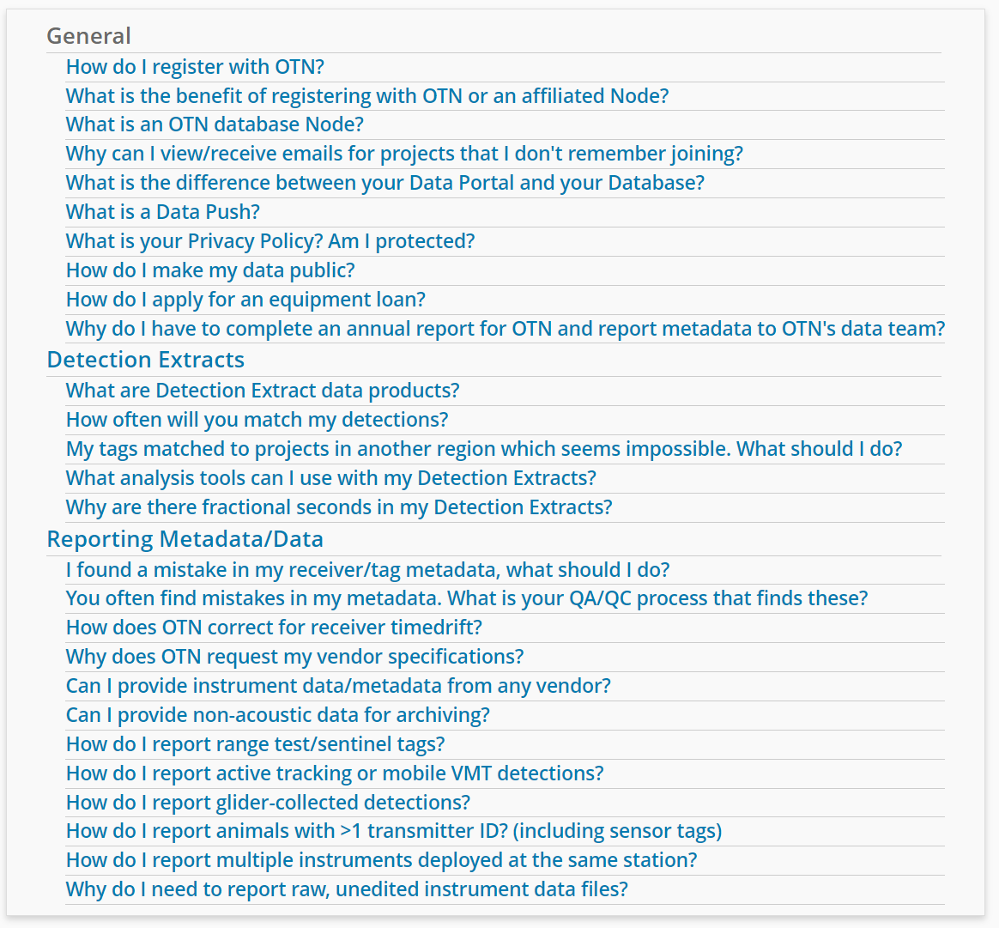 General
How do I register with OTN?
What is the benefit of registering with OTN or an affiliated Node?
What is an OTN database Node?
Why can I view/receive emails for projects that I don't remember joining?
What is the difference between your Data Portal and your Database?
What is a Data Push?
What is your Privacy Policy? Am I protected?
How do I make my data public?
How do I apply for an equipment loan?
Why do I have to complete an annual report for OTN and report metadata to OTN's data team?
Detection Extracts
What are Detection Extract data products?
How often will you match my detections?
My tags matched to projects in another region which seems impossible. What should I do?
What analysis tools can I use with my Detection Extracts?
Why are there fractional seconds in my Detection Extracts?
Reporting Metadata/Data
I found a mistake in my receiver/tag metadata, what should I do?
You often find mistakes in my metadata. What is your QA/QC process that finds these?
How does OTN correct for receiver timedrift?
Why does OTN request my vendor specifications?
Can I provide instrument data/metadata from any vendor?
Can I provide non-acoustic data for archiving?
How do I report range test/sentinel tags?
How do I report active tracking or mobile VMT detections?
How do I report glider-collected detections?
How do I report animals with >1 transmitter ID? (including sensor tags)
How do I report multiple instruments deployed at the same station?
Why do I need to report raw, unedited instrument data files?